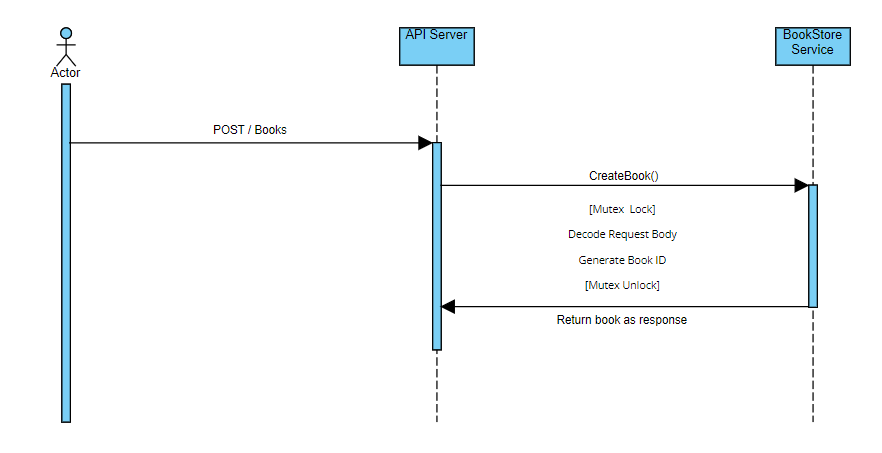 API Server
BookStore
Service
Actor
POST / Books
CreateBook()
[Mutex  Lock]
Decode Request Body
Generate Book ID
[Mutex Unlock]
Return book as response